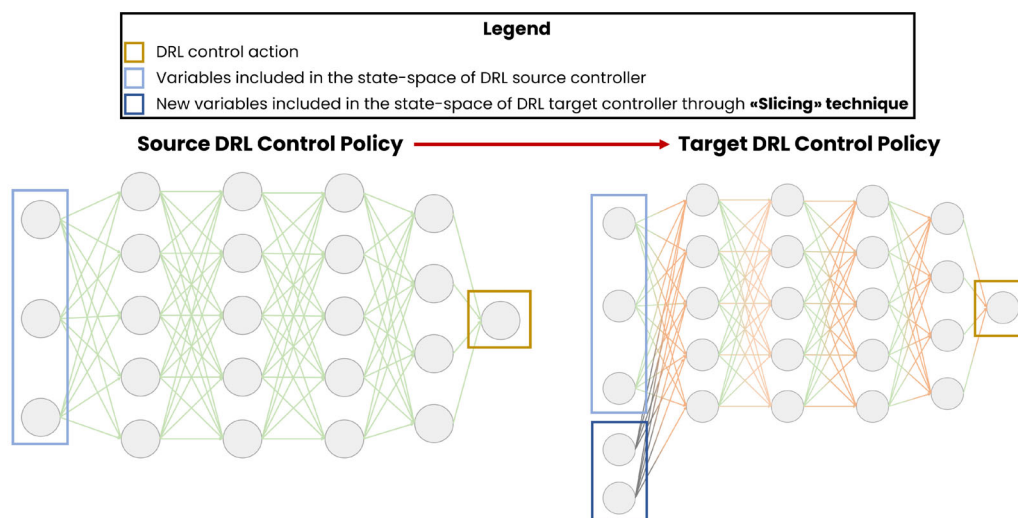 Legend
DRL control action
Variables included in the state-space of DRL source controller
New variables included in the state-space of DRL target controller through «Slicing» technique
Source DRL Control Policy
Target DRL Control Policy